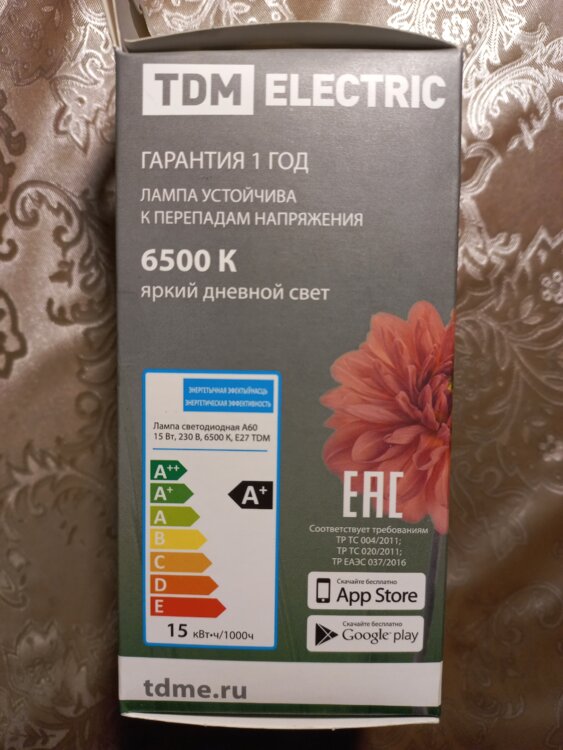 TDM ELECTRIC
ГАРАНТИЯ 1 ГОД
ЛАМПА УСТОЙЧИВА
К ПЕРЕПАДАМ НАПРЯЖЕНИЯ
6500 К
яркий дневной свет
ЭНЕРГЕТЫЧНАЯ ЭФЕКТЫЎНАСЦЬ
ЭНЕРГЕТИЧЕСКАЯ ЭФФЕКТИВНОСТЬ
Лампа светодиодная А60
15 Вт, 230 В, 6500 К, Е27 TDM
A++
A+
A
B
C
D
E
A+
15 кВт·ч/1000ч
EAC
Соответствует требованиям
ТР ТС 004/2011;
ТР ТС 020/2011;
ТР ЕАЭС 037/2016
Скачайте бесплатно
App Store
Скачайте бесплатно
Google play
tdme.ru